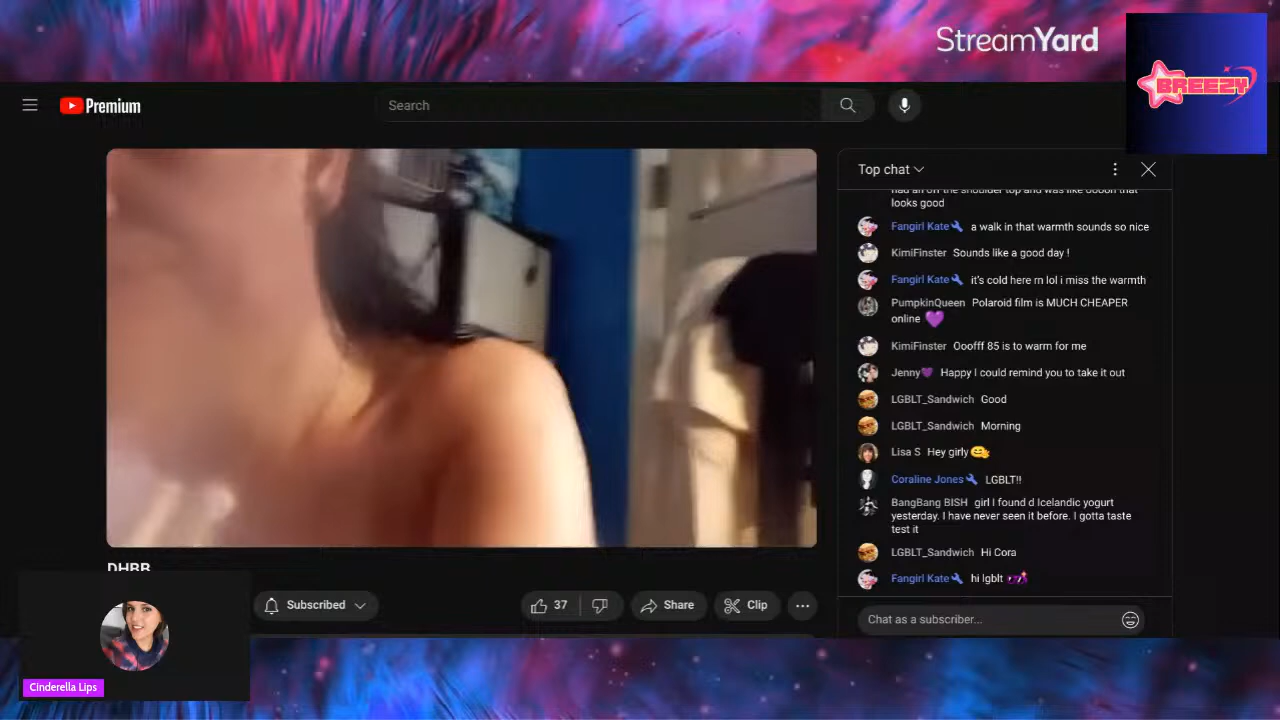 StreamYard
BREEZY
Premium
Search
Top chat
had an off the shoulder top and was like ooooh that
looks good
Fangirl Kate a walk in that warmth sounds so nice
KimiFinster Sounds like a good day !
Fangirl Kate it's cold here rn lol i miss the warmth
PumpkinQueen Polaroid film is MUCH CHEAPER
online
KimiFinster Ooofff 85 is to warm for me
Jenny Happy I could remind you to take it out
LGBLT_Sandwich Good
LGBLT_Sandwich Morning
Lisa S Hey girly
Coraline Jones LGBLT!!
BangBang BISH girl I found d Icelandic yogurt
yesterday. I have never seen it before. I gotta taste
test it
LGBLT_Sandwich Hi Cora
Fangirl Kate hi lgblt
DHBB
Subscribed
37
Share
Clip
Chat as a subscriber...
Cinderella Lips